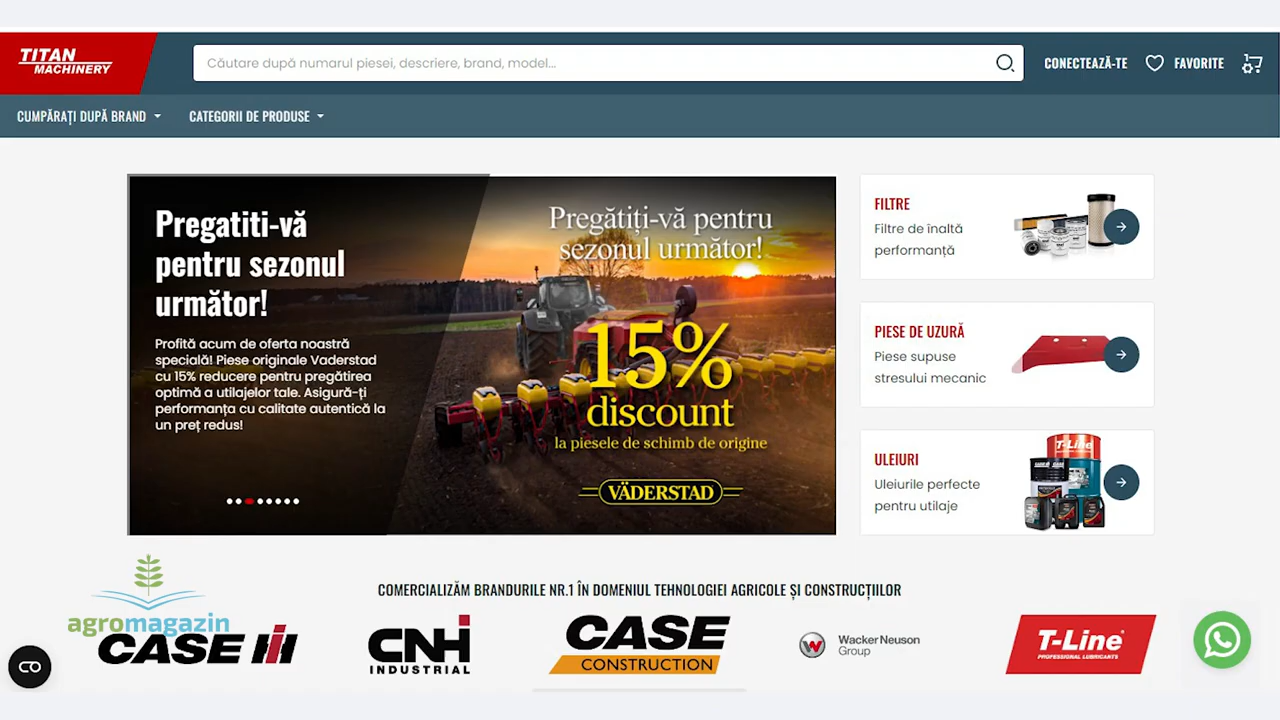 TITAN
MACHINERY
Căutare după numarul piesei, descriere, brand, model...
CONECTEAZĂ-TE
FAVORITE
CUMPĂRAȚI DUPĂ BRAND
CATEGORII DE PRODUSE
Pregatiti-vă
pentru sezonul
următor!
Profită acum de oferta noastră
specială! Piese originale Vaderstad
cu 15% reducere pentru pregătirea
optimă a utilajelor tale. Asigură-ți
performanța cu calitate autentică la
un preț redus!
Pregătiți-vă pentru
sezonul următor!
15%
discount
la piesele de schimb de origine
VÄDERSTAD
FILTRE
Filtre de înaltă
performanță
PIESE DE UZURĂ
Piese supuse
stresului mecanic
ULEIURI
Uleiurile perfecte
pentru utilaje
T-Line
COMERCIALIZĂM BRANDURILE NR.1 ÎN DOMENIUL TEHNOLOGIEI AGRICOLE ȘI CONSTRUCȚIILOR
agromagazin
CASE IH
CNH
INDUSTRIAL
CASE
CONSTRUCTION
Wacker Neuson
Group
T-Line
PROFESSIONAL LUBRICANTS